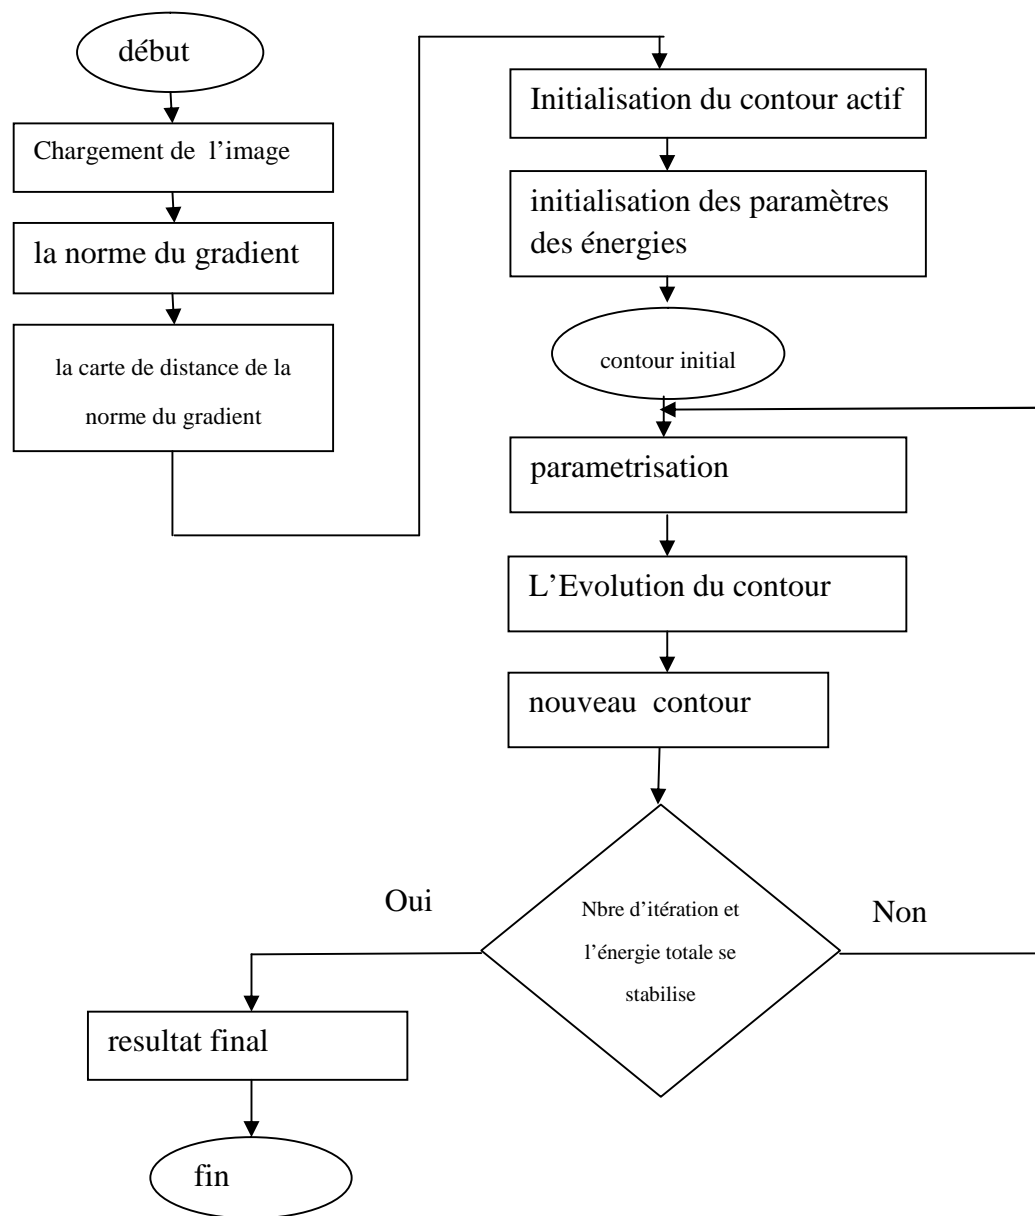 début
Chargement de  l’image
la norme du gradient
la carte de distance de la
norme du gradient
Initialisation du contour actif
initialisation des paramètres
des énergies
contour initial
parametrisation
L’Evolution du contour
nouveau  contour
Nbre d’itération et
l’énergie totale se
stabilise
Oui
Non
resultat final
fin